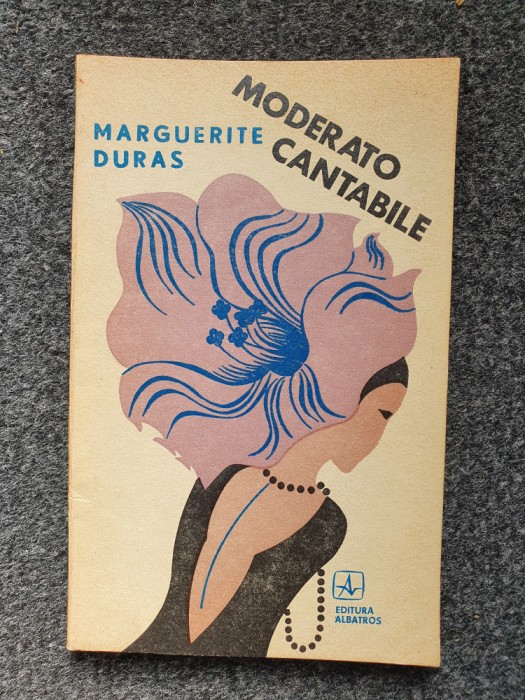 MARGUERITE
DURAS
MODERATO
CANTABILE
EDITURA
ALBATROS